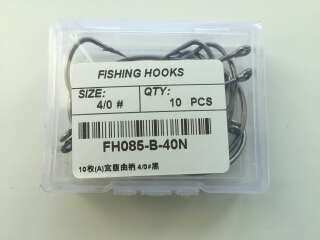 FISHING HOOKS
SIZE: QTY:
4/0 # 10 PCS
FH085-B-40N
10枚(A)宽腹曲柄 4/0#黑